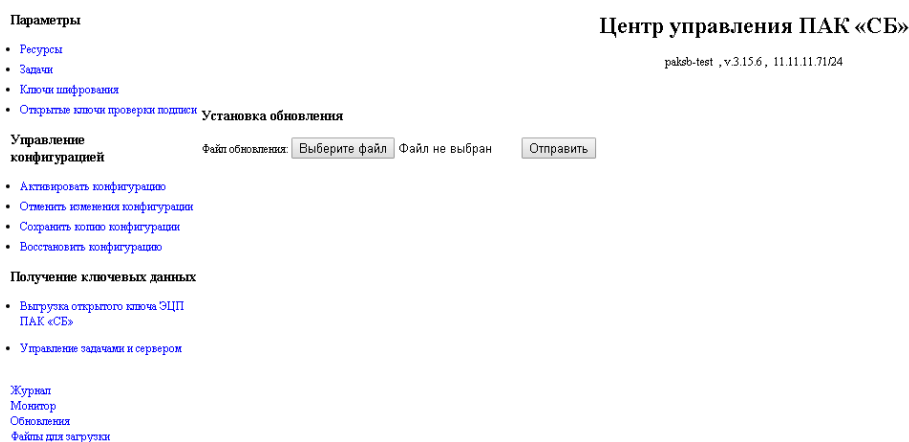 Параметры
Ресурсы
Задачи
Ключи шифрования
Открытые ключи проверки подписи
Управление
конфигурацией
Активировать конфигурацию
Отменить изменения конфигурации
Сохранить копию конфигурации
Восстановить конфигурацию
Получение ключевых данных
Выгрузка открытого ключа ЭЦП
ПАК «СБ»
Управление задачами и сервером
Журнал
Монитор
Обновления
Файлы для загрузки
Центр управления ПАК «СБ»
paksb-test , v.3.15.6 , 11.11.11.71/24
Установка обновления
Файл обновления: Выберите файл Файл не выбран Отправить